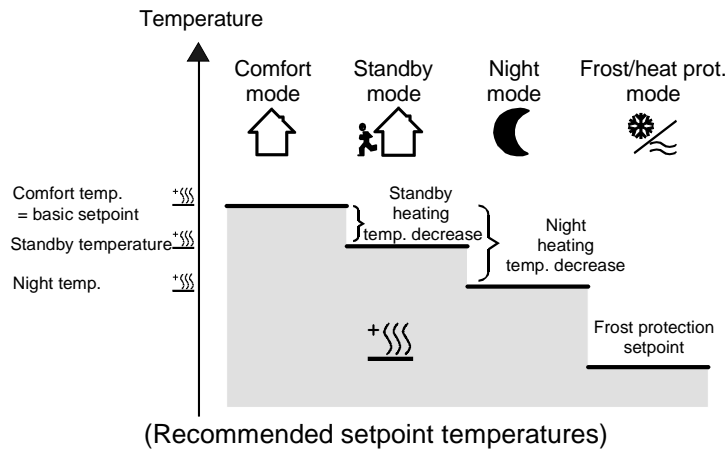 Temperature
Comfort
mode
Standby
mode
Night
mode
Frost/heat prot.
mode
Comfort temp.
= basic setpoint
Standby temperature
Night temp.
Standby
heating
temp. decrease
Night
heating
temp. decrease
Frost protection
setpoint
(Recommended setpoint temperatures)